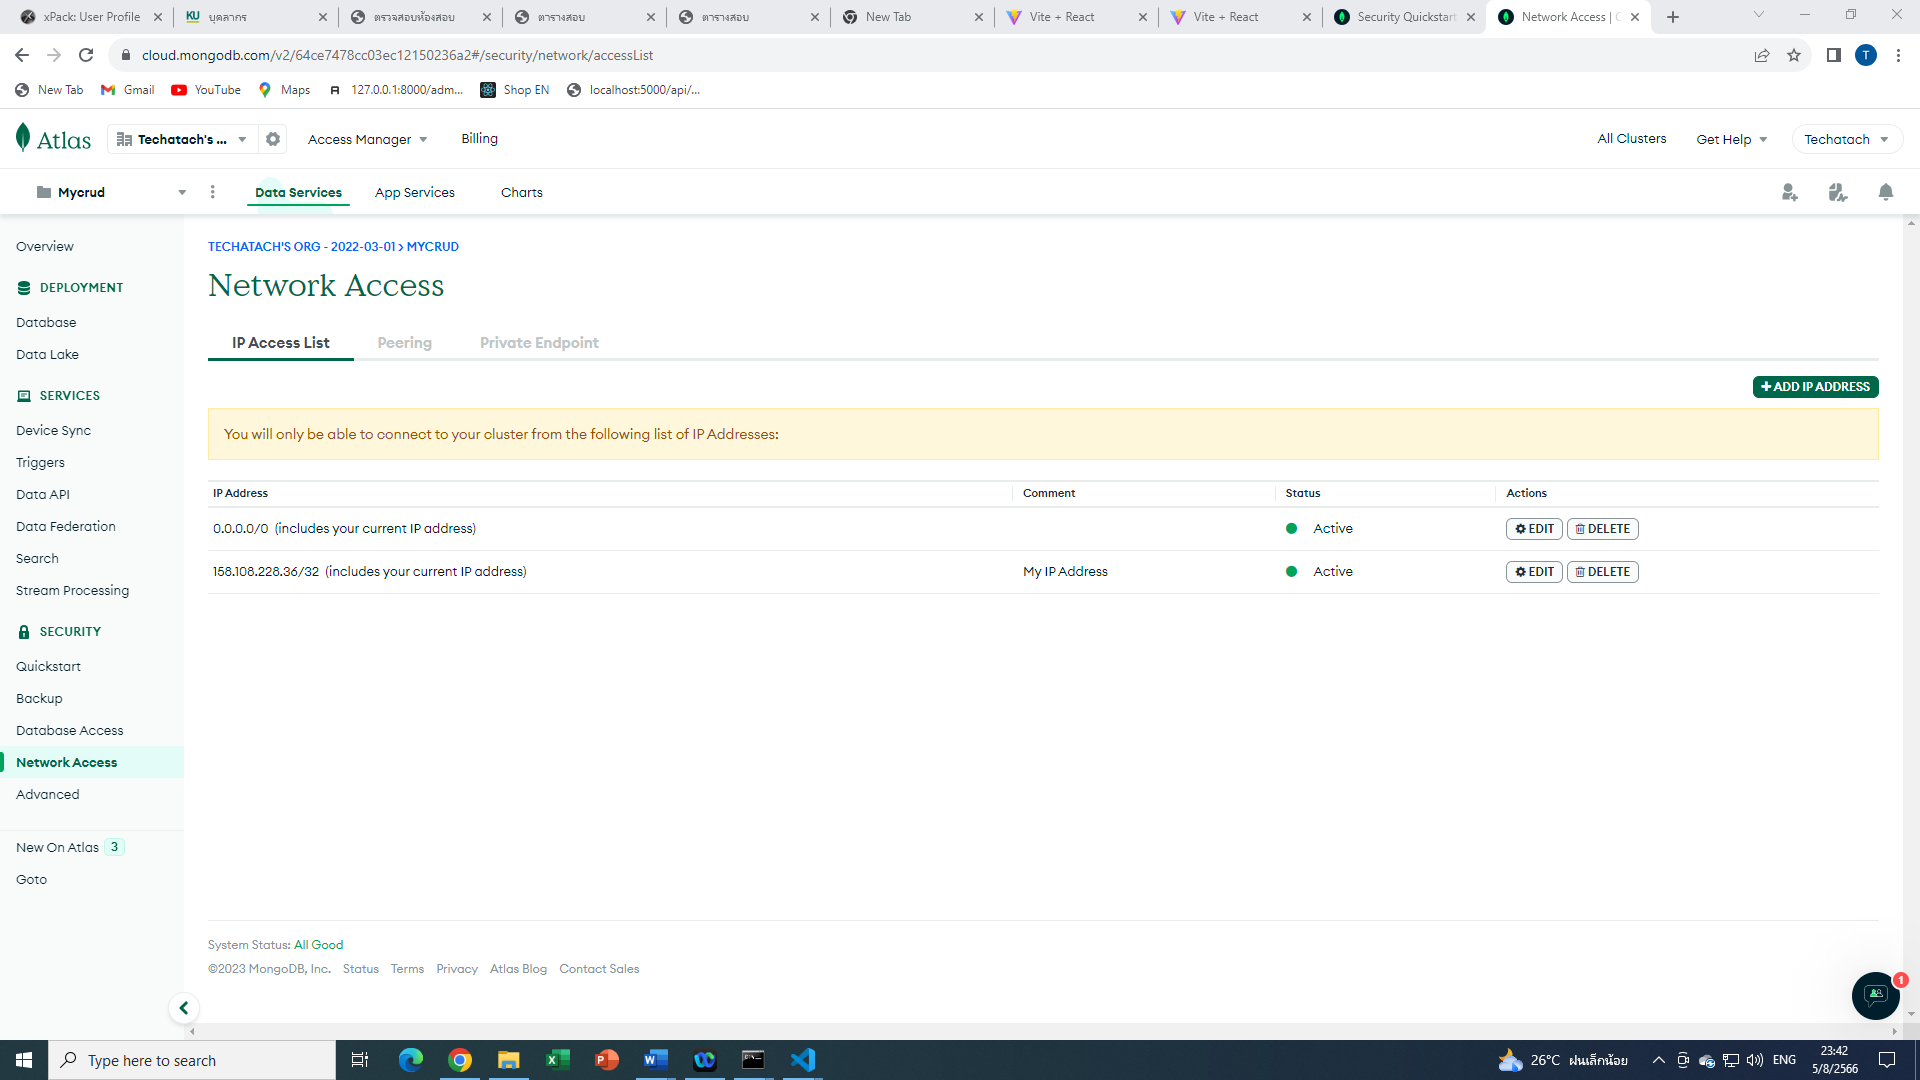 xPack: User Profile
KU บุคลากร
ตรวจสอบห้องสอบ
ตารางสอบ
ตารางสอบ
New Tab
Vite + React
Vite + React
Security Quickstart
Network Access | C
cloud.mongodb.com/v2/64ce7478cc03ec12150236a2#/security/network/accessList
T
New Tab
Gmail
YouTube
Maps
127.0.0.1:8000/adm...
Shop EN
localhost:5000/api/...
Atlas
Techatach's ...
Access Manager
Billing
All Clusters
Get Help
Techatach
Mycrud
Data Services
App Services
Charts
Overview
DEPLOYMENT
Database
Data Lake
SERVICES
Device Sync
Triggers
Data API
Data Federation
Search
Stream Processing
SECURITY
Quickstart
Backup
Database Access
Network Access
Advanced
New On Atlas 3
Goto
TECHATACH'S ORG - 2022-03-01 > MYCRUD
Network Access
IP Access List
Peering
Private Endpoint
+ ADD IP ADDRESS
You will only be able to connect to your cluster from the following list of IP Addresses:
IP Address Comment Status Actions
0.0.0.0/0 (includes your current IP address) Active EDIT DELETE
158.108.228.36/32 (includes your current IP address) My IP Address Active EDIT DELETE
System Status: All Good
©2023 MongoDB, Inc. Status Terms Privacy Atlas Blog Contact Sales
1
Type here to search
26°C ฝนเล็กน้อย
ENG
23:42
5/8/2566